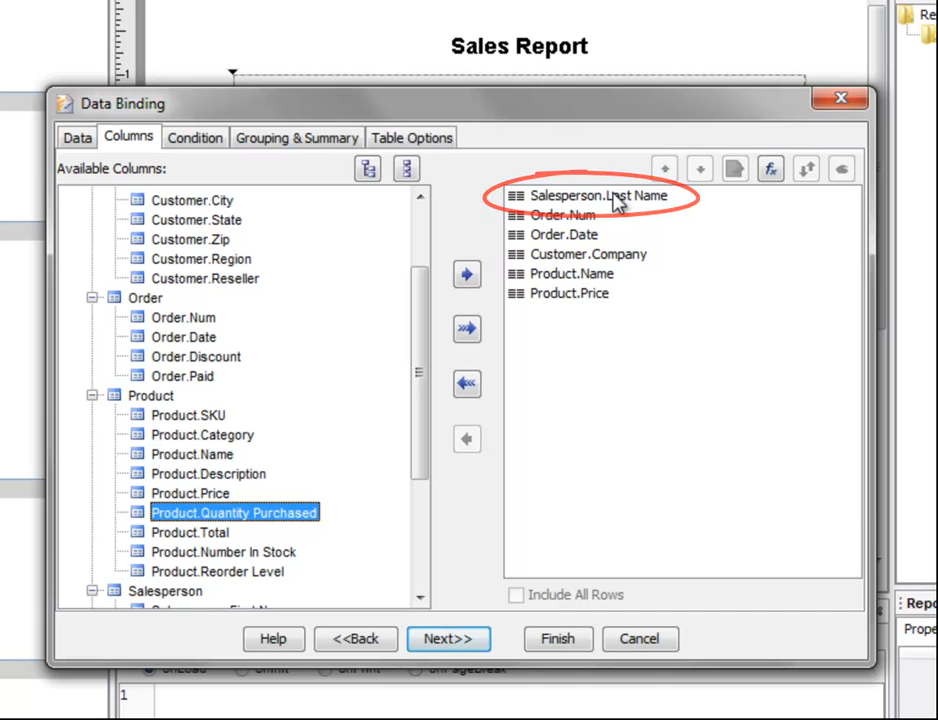 Re
Sales Report
Data Binding
Data
Columns
Condition
Grouping & Summary
Table Options
Available Columns:
Customer.City
Customer.State
Customer.Zip
Customer.Region
Customer.Reseller
Order
Order.Num
Order.Date
Order.Discount
Order.Paid
Product
Product.SKU
Product.Category
Product.Name
Product.Description
Product.Price
Product.Quantity Purchased
Product.Total
Product.Number In Stock
Product.Reorder Level
Salesperson
fx
Salesperson.Last Name
Order.Num
Order.Date
Customer.Company
Product.Name
Product.Price
Include All Rows
Help
<<Back
Next>>
Finish
Cancel
Repo
Prope
1